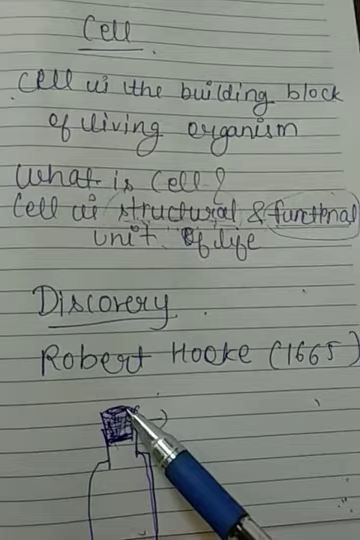 Cell
Cell is the building block
of living organism
What is Cell?
Cell is structural & functional
unit of life
Discovery
Robert Hooke (1665)